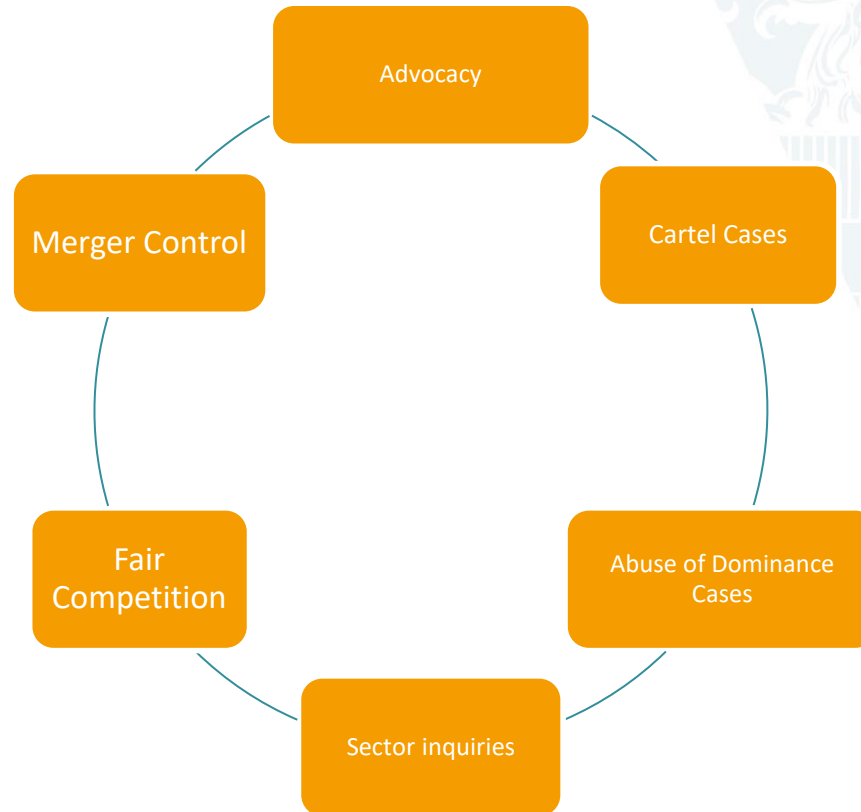 Advocacy
Cartel Cases
Abuse of Dominance
Cases
Sector inquiries
Fair
Competition
Merger Control